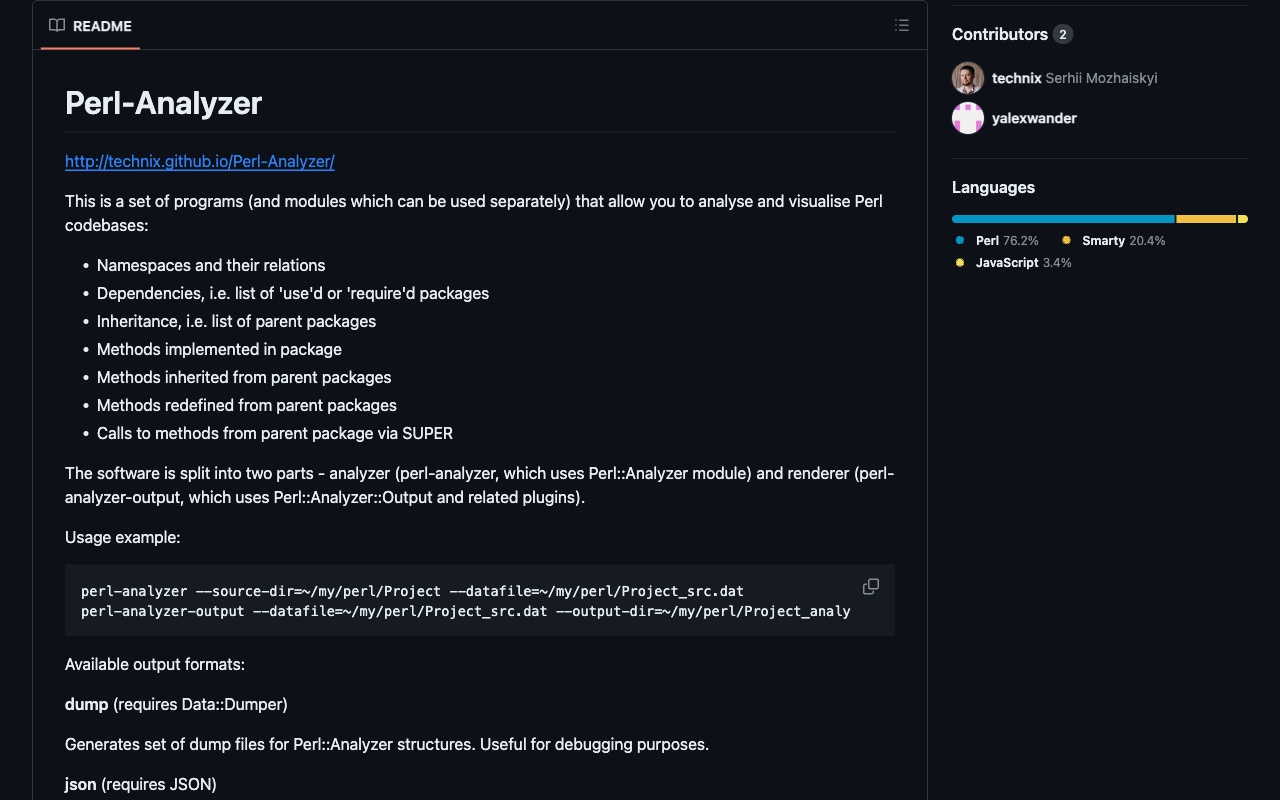 README
Perl-Analyzer
http://technix.github.io/Perl-Analyzer/
This is a set of programs (and modules which can be used separately) that allow you to analyse and visualise Perl
codebases:
• Namespaces and their relations
• Dependencies, i.e. list of 'use'd or 'require'd packages
• Inheritance, i.e. list of parent packages
• Methods implemented in package
• Methods inherited from parent packages
• Methods redefined from parent packages
• Calls to methods from parent package via SUPER
The software is split into two parts - analyzer (perl-analyzer, which uses Perl::Analyzer module) and renderer (perl-
analyzer-output, which uses Perl::Analyzer::Output and related plugins).
Usage example:
perl-analyzer --source-dir=~/my/perl/Project --datafile=~/my/perl/Project_src.dat
perl-analyzer-output --datafile=~/my/perl/Project_src.dat --output-dir=~/my/perl/Project_analy
Available output formats:
dump (requires Data::Dumper)
Generates set of dump files for Perl::Analyzer structures. Useful for debugging purposes.
json (requires JSON)
Contributors 2
technix Serhii Mozhaiskyi
yalexwander
Languages
Perl 76.2% Smarty 20.4%
JavaScript 3.4%